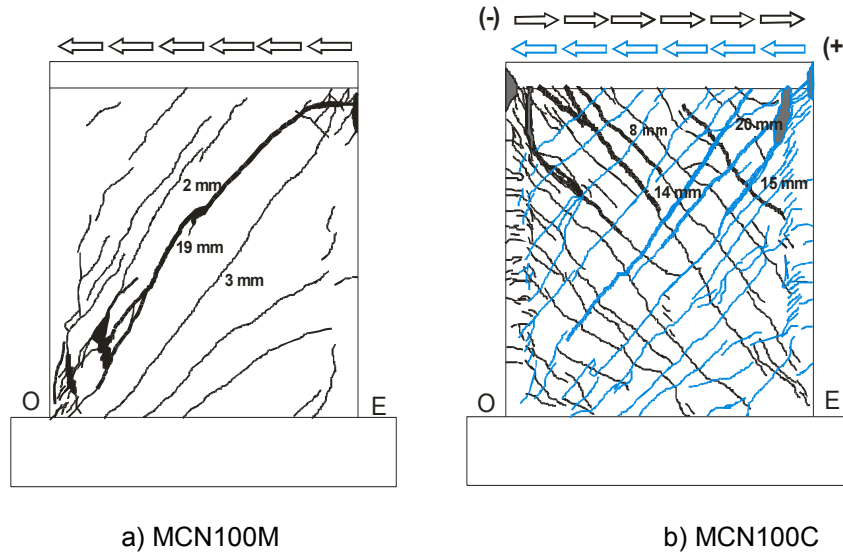 (-)
(+
2 mm
19 mm
3 mm
O
E
8 mm
20 mm
14 mm
15 mm
O
E
a) MCN100M
b) MCN100C